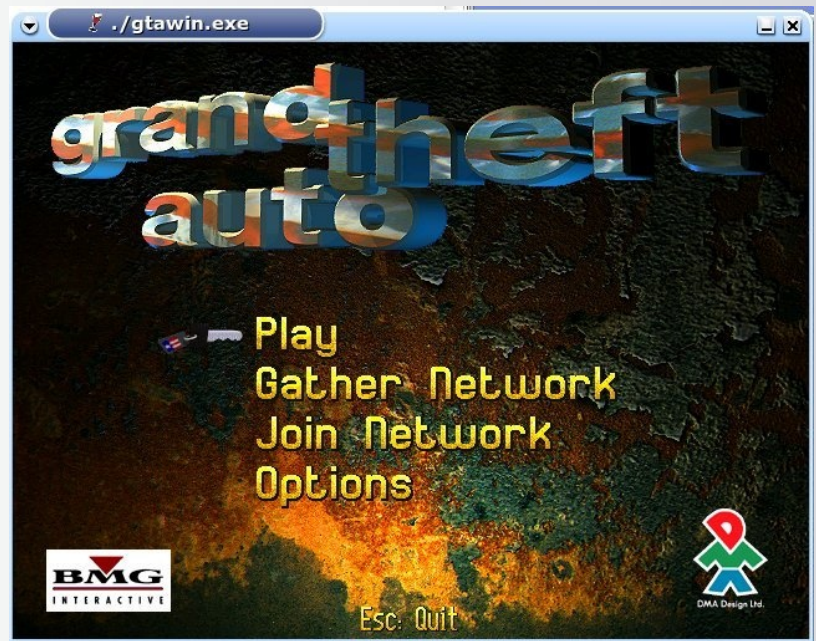 ./gtawin.exe
grand theft
auto
Play
Gather Network
Join Network
Options
BMG
INTERACTIVE
DMA Design Ltd.
Esc: Quit